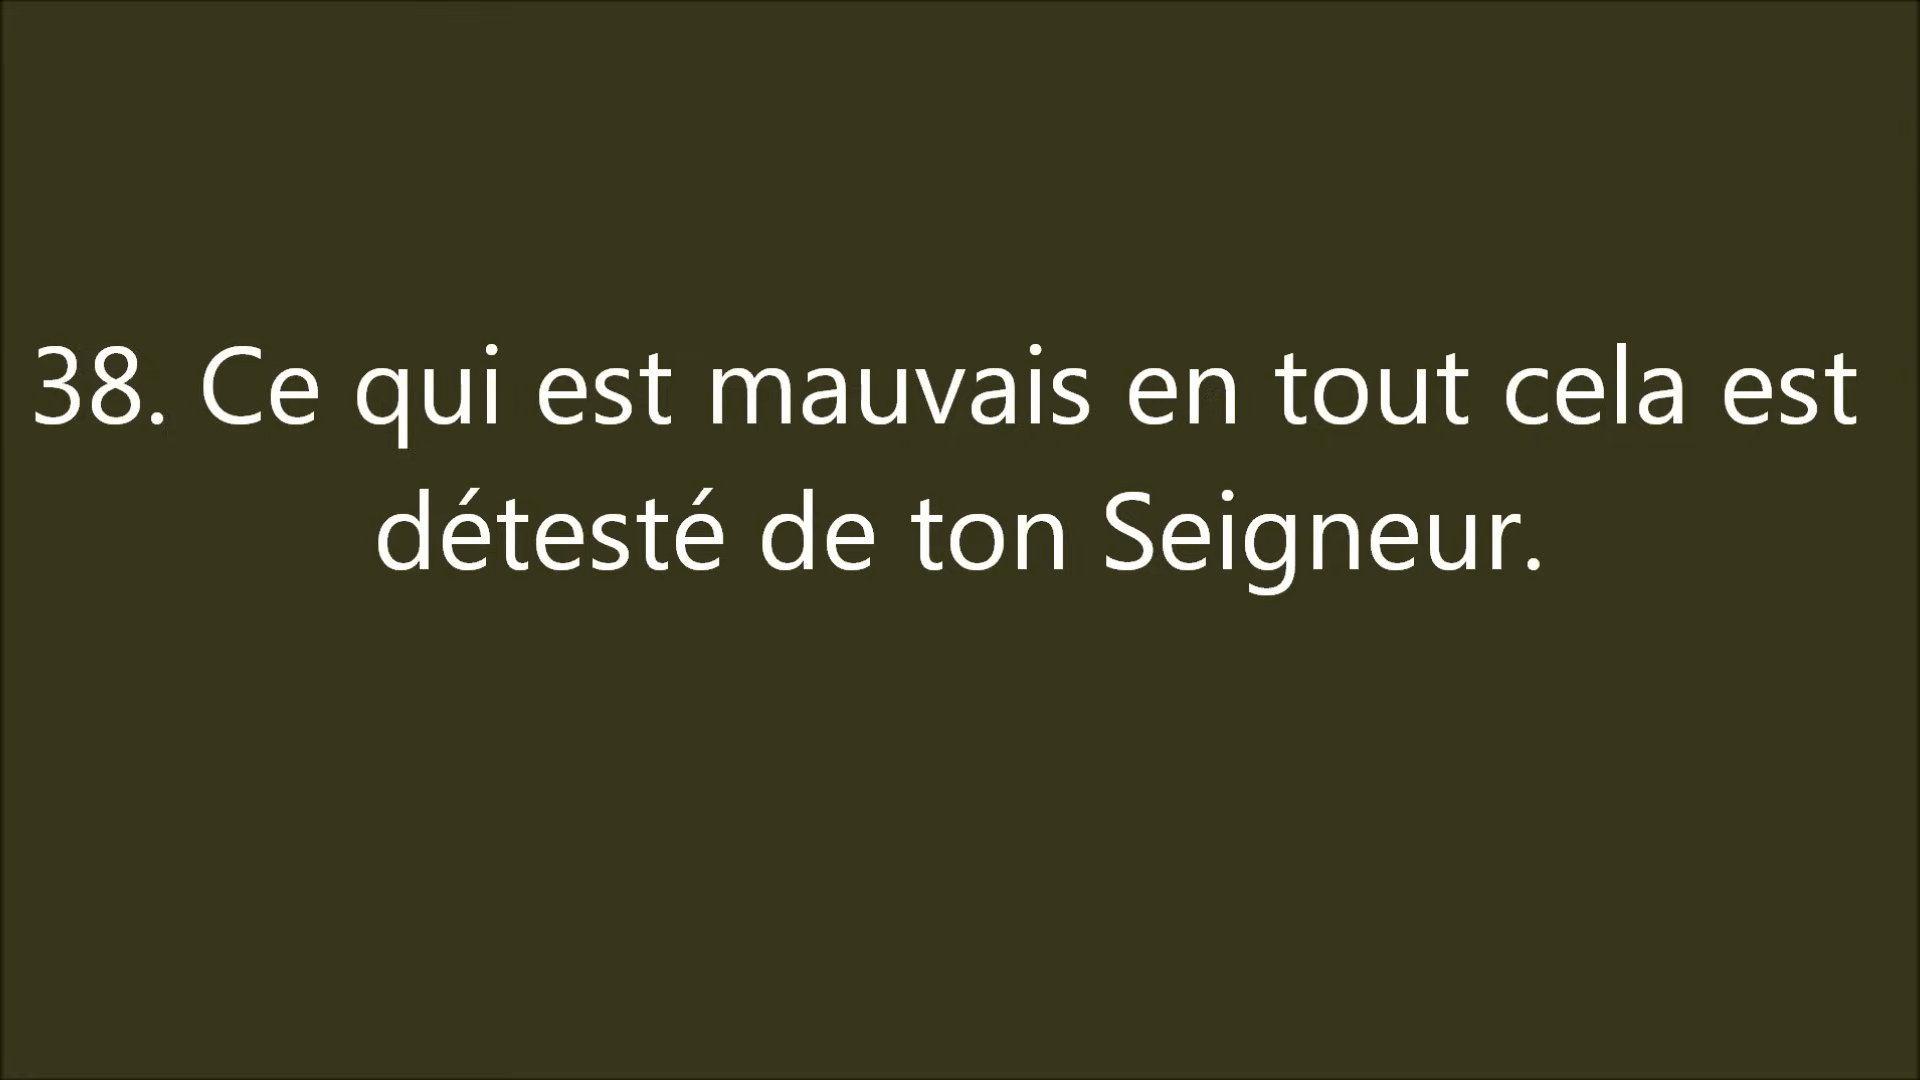 38. Ce qui est mauvais en tout cela est
détesté de ton Seigneur.